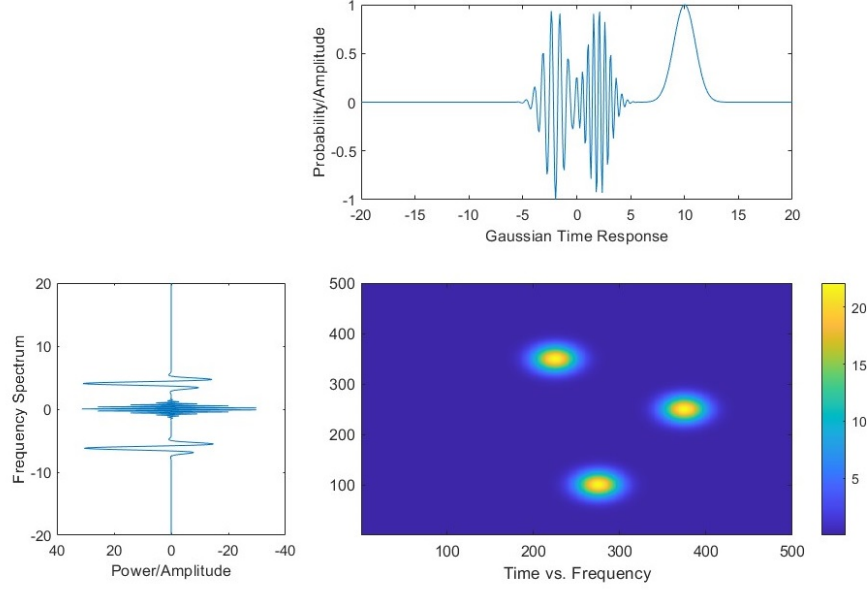 1
0.5
0
-0.5
-1
Probability/Amplitude
-20 -15 -10 -5 0 5 10 15 20
Gaussian Time Response
20
10
0
-10
-20
Frequency Spectrum
40 20 0 -20 -40
Power/Amplitude
500
400
300
200
100
100 200 300 400 500
Time vs. Frequency
20
15
10
5